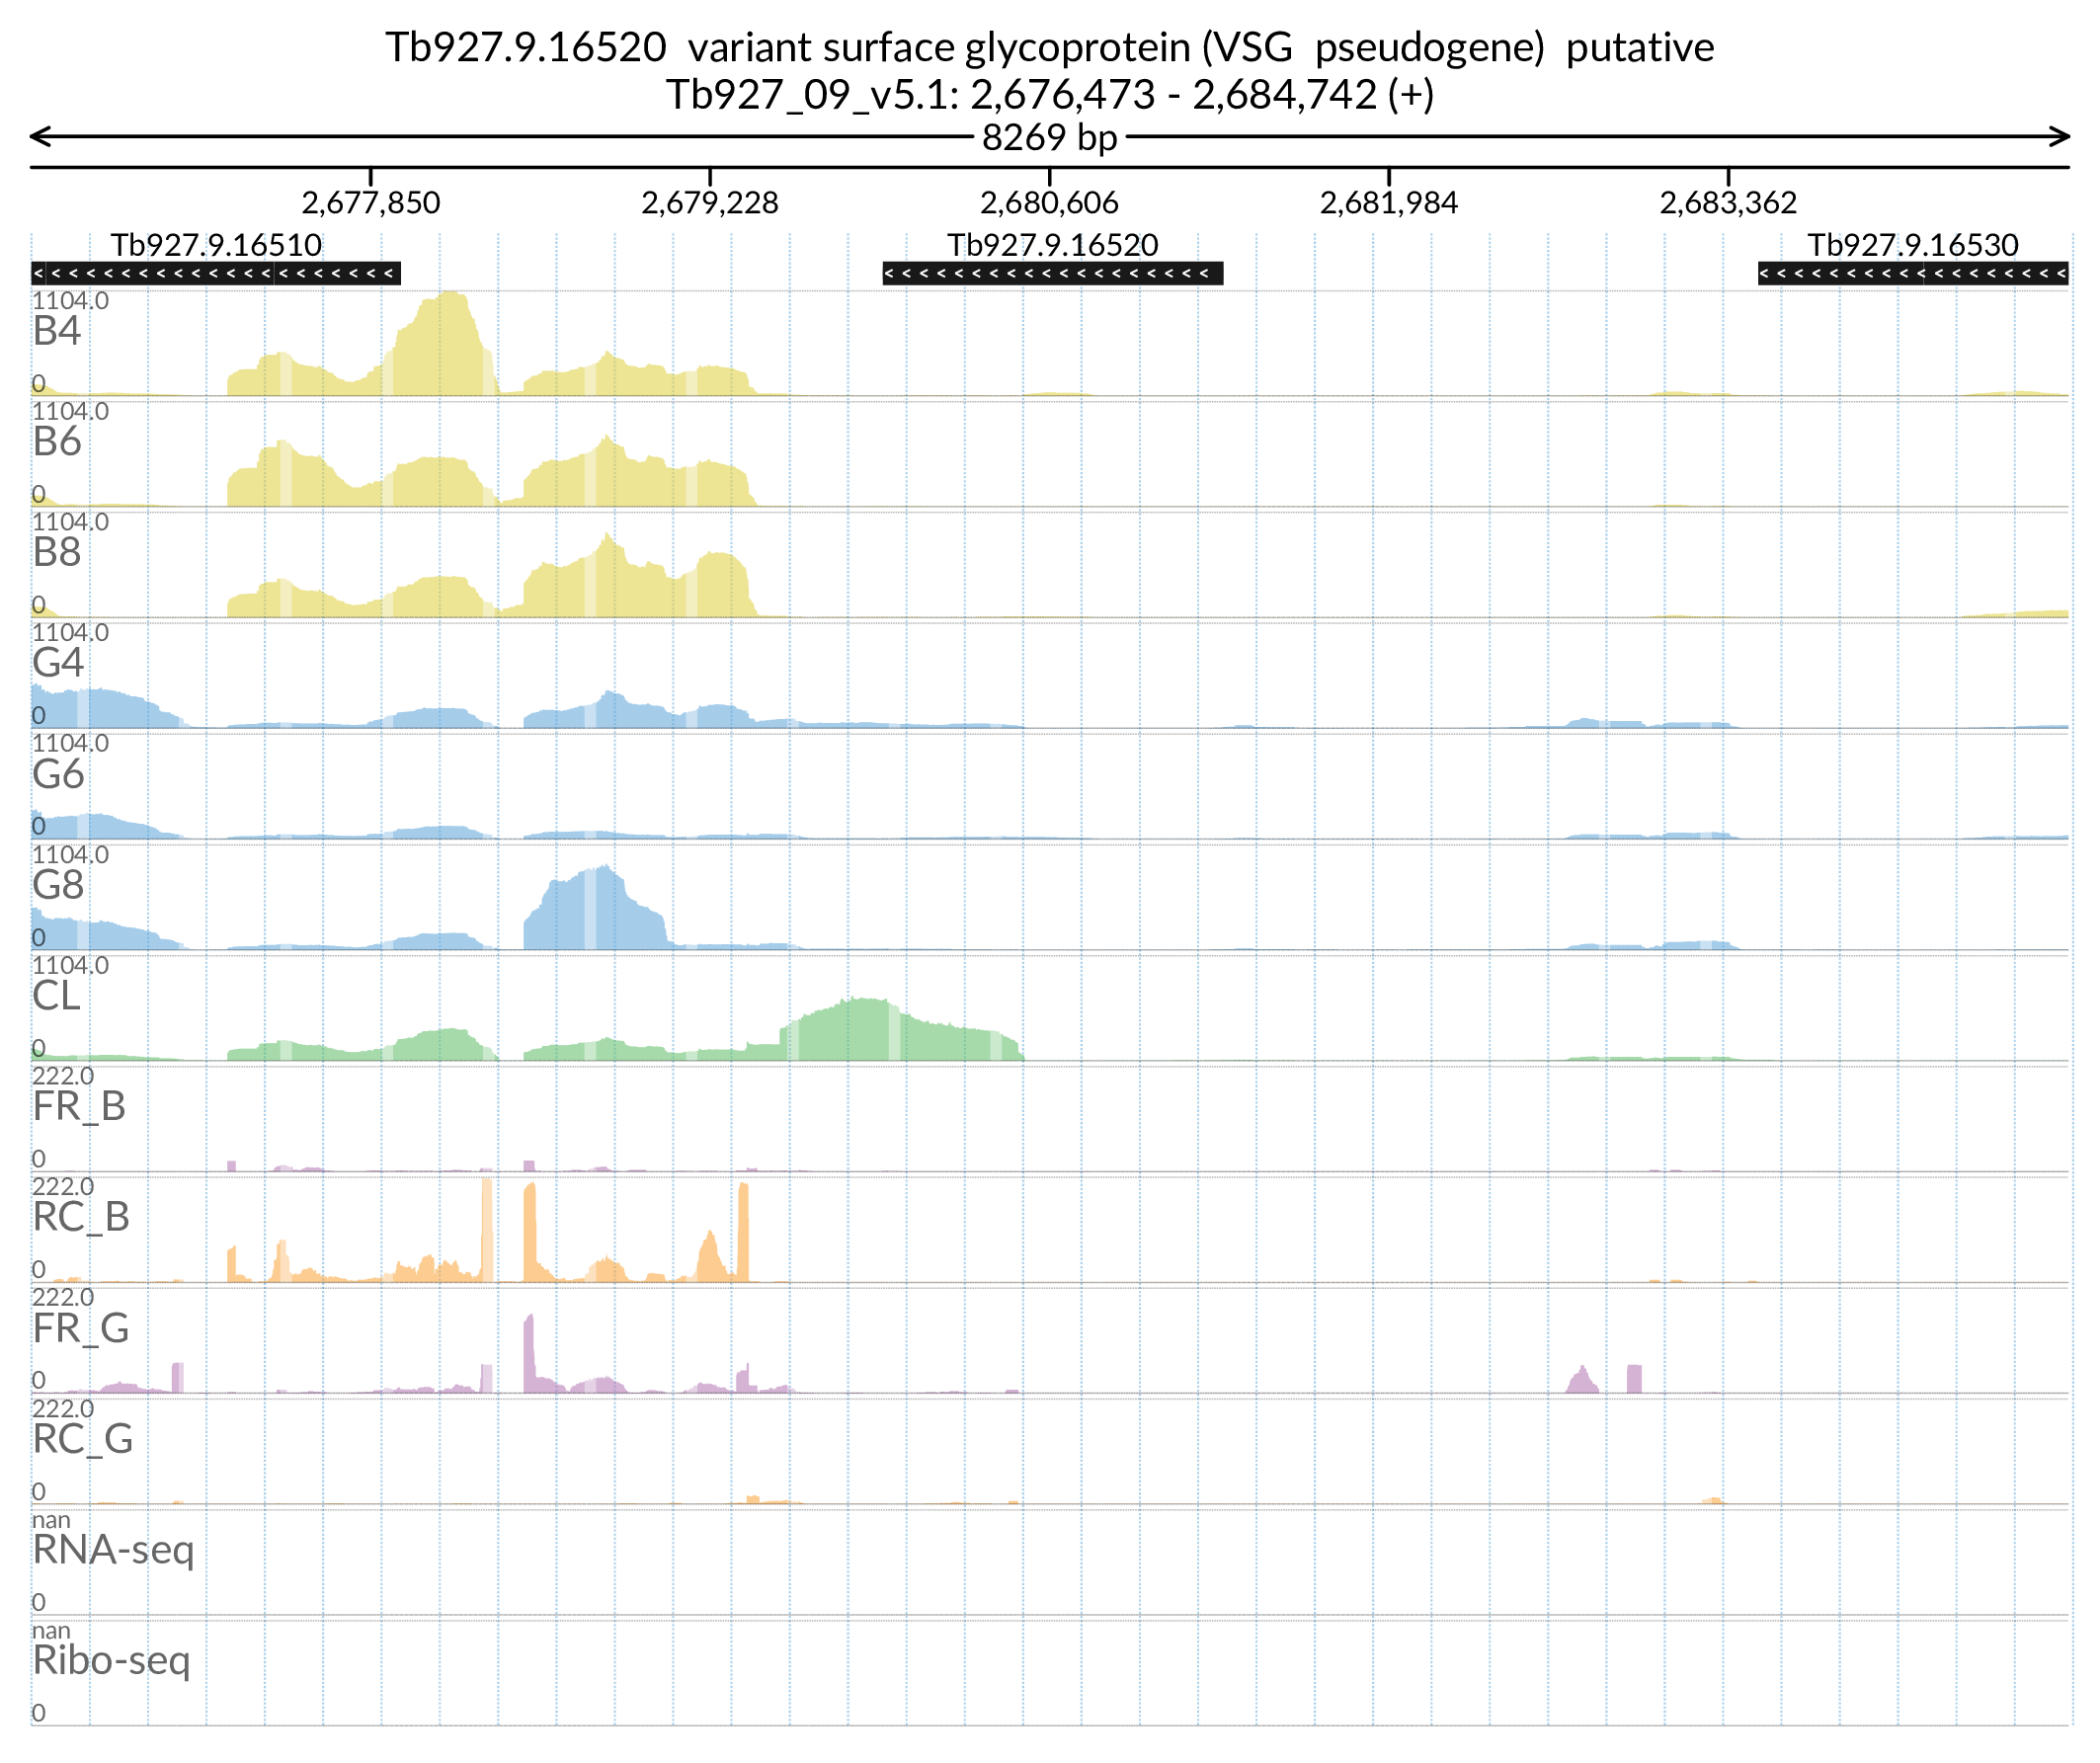 Tb927.9.16520 variant surface glycoprotein (VSG pseudogene) putative
Tb927_09_v5.1: 2,676,473 - 2,684,742 (+)
8269 bp
2,677,850 2,679,228 2,680,606 2,681,984 2,683,362
Tb927.9.16510 Tb927.9.16520 Tb927.9.16530
1104.0
B4
0
1104.0
B6
0
1104.0
B8
0
1104.0
G4
0
1104.0
G6
0
1104.0
G8
0
1104.0
CL
0
222.0
FR_B
0
222.0
RC_B
0
222.0
FR_G
0
222.0
RC_G
0
nan
RNA-seq
0
nan
Ribo-seq
0